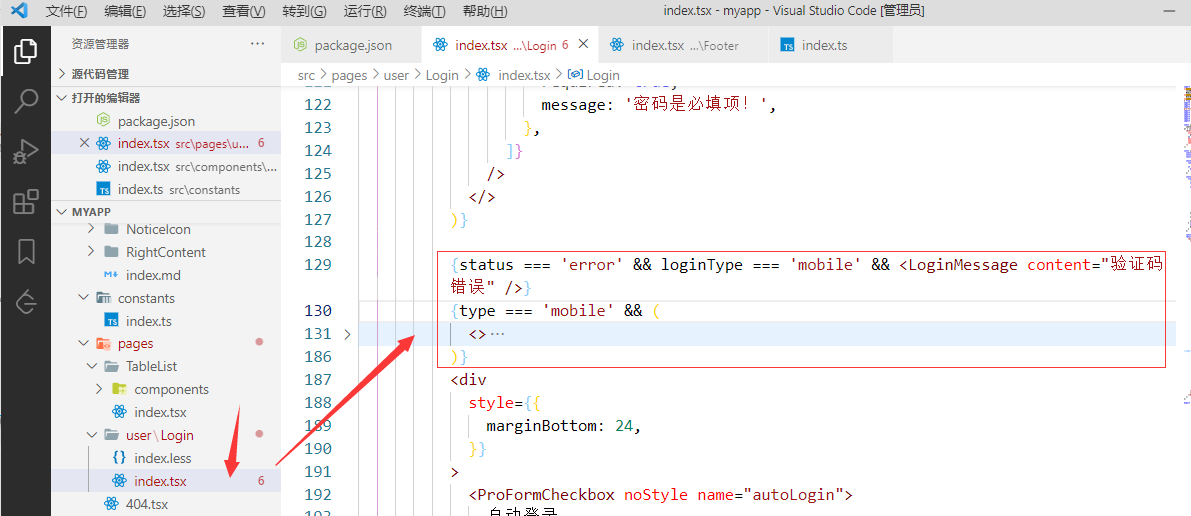 文件(F) 编辑(E) 选择(S) 查看(V) 转到(G) 运行(R) 终端(T) 帮助(H) index.tsx - myapp - Visual Studio Code [管理员]
资源管理器 ···
源代码管理
打开的编辑器
package.json
index.tsx src\pages\u... 6
index.tsx src\components\...
index.ts src\constants
MYAPP
NoticeIcon
RightContent
index.md
constants
index.ts
pages
TableList
components
index.tsx
user\Login
index.less
index.tsx 6
404.tsx
package.json index.tsx ...\Login 6 index.tsx ...\Footer index.ts
src > pages > user > Login > index.tsx > Login
122 message: '密码是必填项! ',
123 },
124 ]}
125 />
126 </>
127 )}
128
129 {status === 'error' && loginType === 'mobile' && <LoginMessage content="验证码
错误" />}
130 {type === 'mobile' && (
131 <>···
186 )}
187 <div
188 style={{
189 marginBottom: 24,
190 }}
191 >
192 <ProFormCheckbox noStyle name="autoLogin">
自动登录